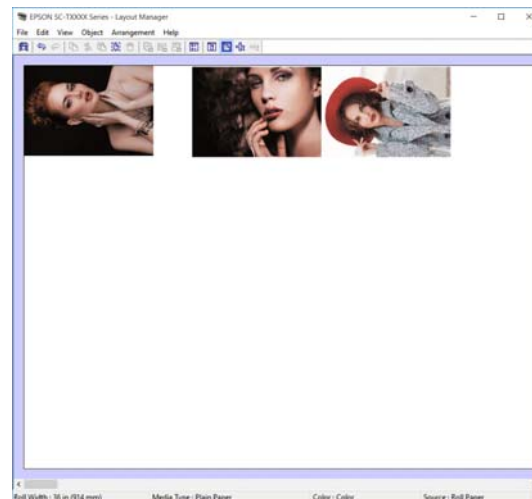 EPSON SC-TXXXX Series - Layout Manager
File Edit View Object Arrangement Help
Roll Width : 36 in (914 mm) Media Type : Plain Paper Color : Color Source : Roll Paper